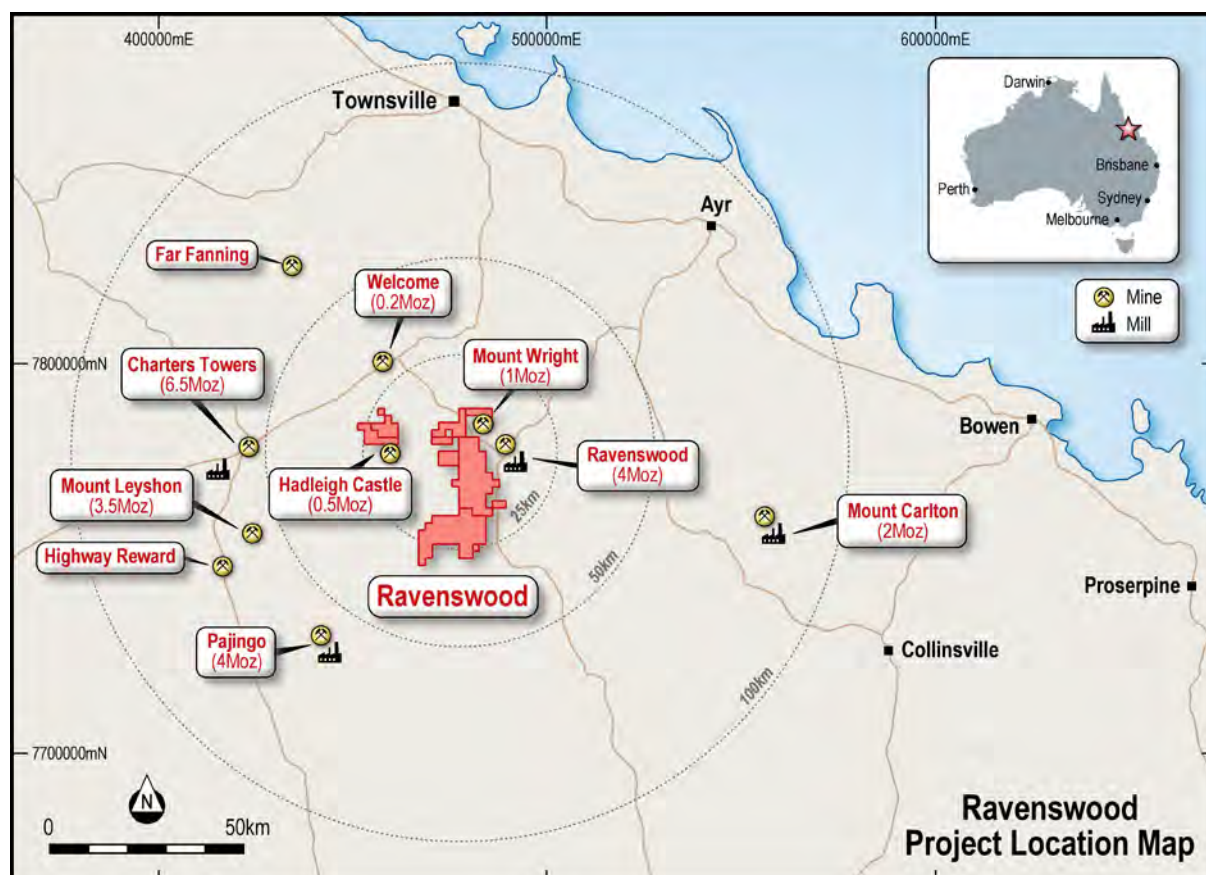 400000mE
500000mE
600000mE
Darwin
Townsville
Brisbane
Perth
Sydney
Ayr
Melbourne
Far Fanning
Welcome
(0.2Moz)
Mine
Mill
7800000mN
Charters Towers
(6.5Moz)
Mount Wright
(1Moz)
Bowen
Ravenswood
(4Moz)
Mount Leyshon
(3.5Moz)
Hadleigh Castle
(0.5Moz)
25km
Mount Carlton
(2Moz)
Highway Reward
50km
Ravenswood
Proserpine
Pajingo
(4Moz)
Collinsville
100km
7700000mN
N
0
50km
Ravenswood
Project Location Map